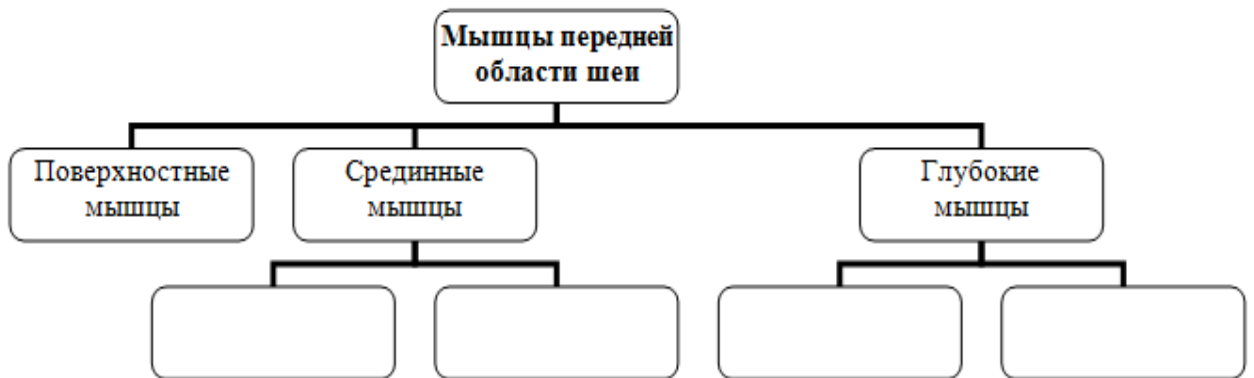 Мышцы передней
области шеи
Поверхностные
мышцы
Срединные
мышцы
Глубокие
мышцы